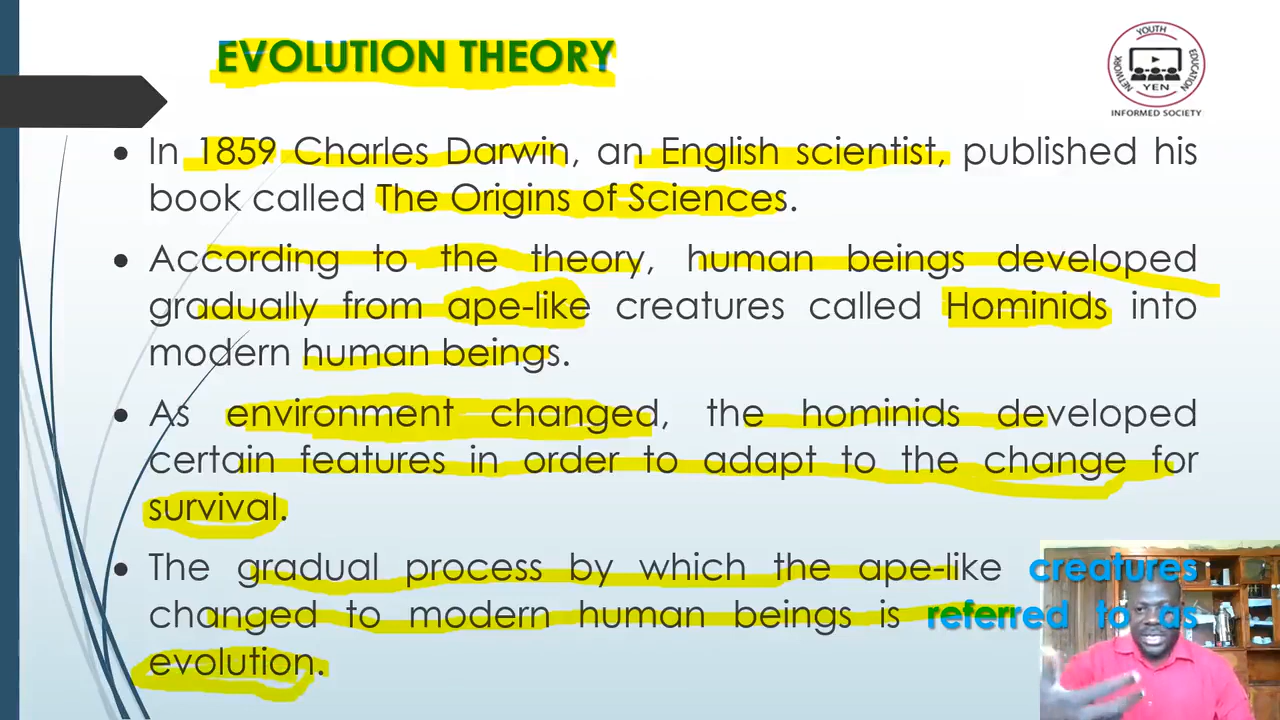 EVOLUTION THEORY
YOUTH
EDUCATION
NETWORK
YEN
INFORMED SOCIETY
• In 1859 Charles Darwin, an English scientist, published his
book called The Origins of Sciences.
• According to the theory, human beings developed
gradually from ape-like creatures called Hominids into
modern human beings.
• As environment changed, the hominids developed
certain features in order to adapt to the change for
survival.
• The gradual process by which the ape-like creatures
changed to modern human beings is referred to as
evolution.